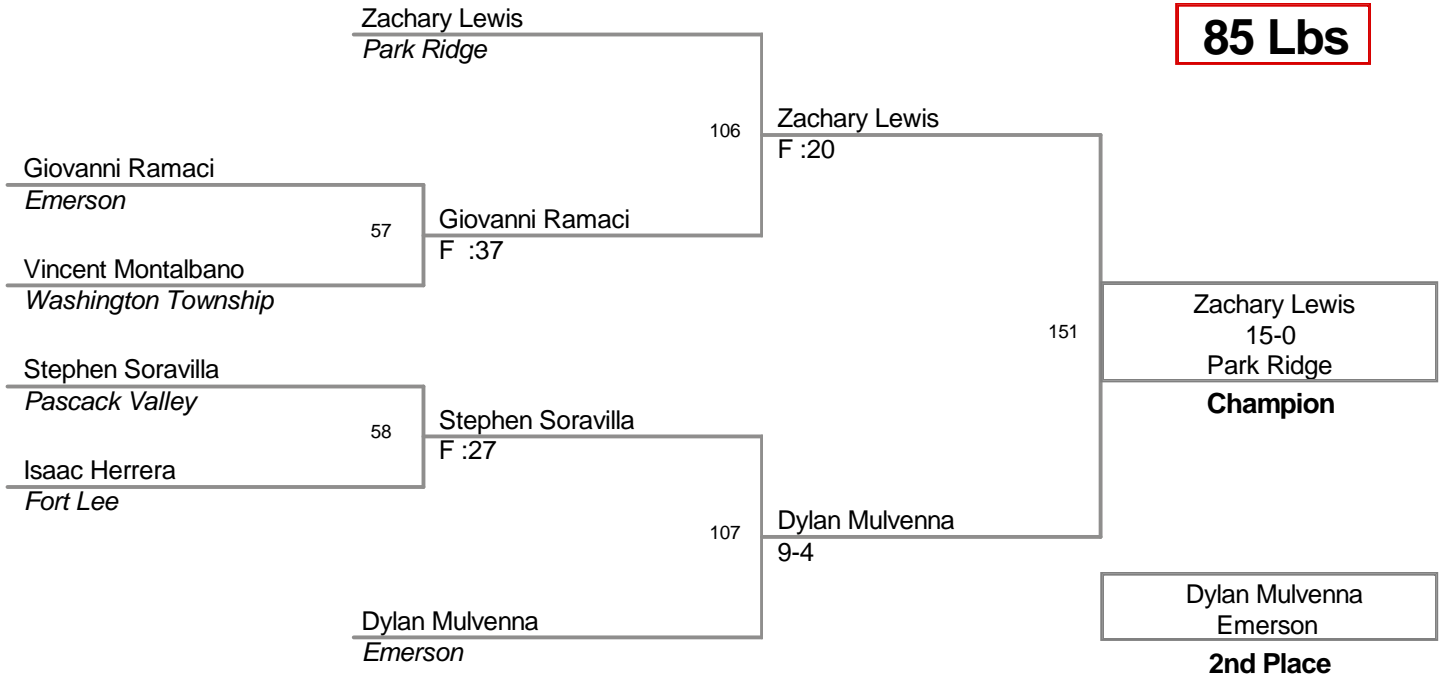 Zachary Lewis
Park Ridge
85 Lbs
106
Zachary Lewis
F :20
Giovanni Ramaci
Emerson
57
Giovanni Ramaci
F  :37
Vincent Montalbano
Washington Township
151
Zachary Lewis
15-0
Park Ridge
Champion
Stephen Soravilla
Pascack Valley
58
Stephen Soravilla
F :27
Isaac Herrera
Fort Lee
107
Dylan Mulvenna
9-4
Dylan Mulvenna
Emerson
Dylan Mulvenna
Emerson
2nd Place